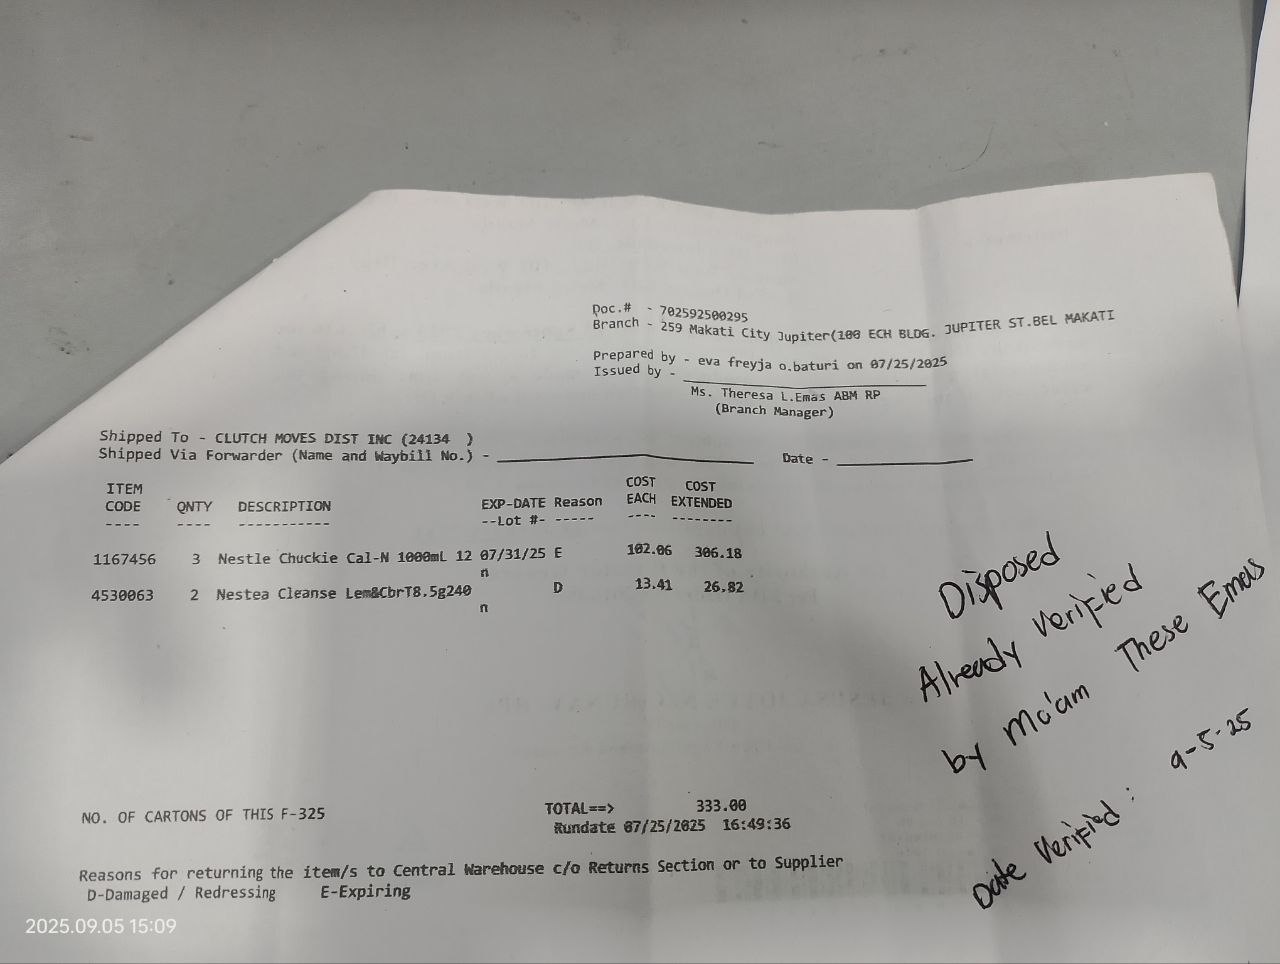 Doc.# - 702592500295
Branch - 259 Makati City Jupiter(100 ECH BLDG. JUPITER ST.BEL MAKATI
Prepared by - eva freyja o.baturi on 07/25/2025
Issued by -
Ms. Theresa L.Emas ABM RP
(Branch Manager)
Shipped To - CLUTCH MOVES DIST INC (24134 )
Shipped Via Forwarder (Name and Waybill No.) - Date -
ITEM CODE QNTY DESCRIPTION EXP-DATE Reason COST EACH COST EXTENDED
---- ---- ----------- --Lot #- ----- ---- --------
1167456 3 Nestle Chuckie Cal-N 1000mL 12 07/31/25 E 102.06 306.18
n
4530063 2 Nestea Cleanse Lem&CbrT8.5g240 D 13.41 26.82
n
Disposed
Already Verified
by Ma'am These Emas
Date Verified : 9-5-25
NO. OF CARTONS OF THIS F-325 TOTAL==> 333.00
Rundate 07/25/2025 16:49:36
Reasons for returning the item/s to Central Warehouse c/o Returns Section or to Supplier
D-Damaged / Redressing E-Expiring
2025.09.05 15:09